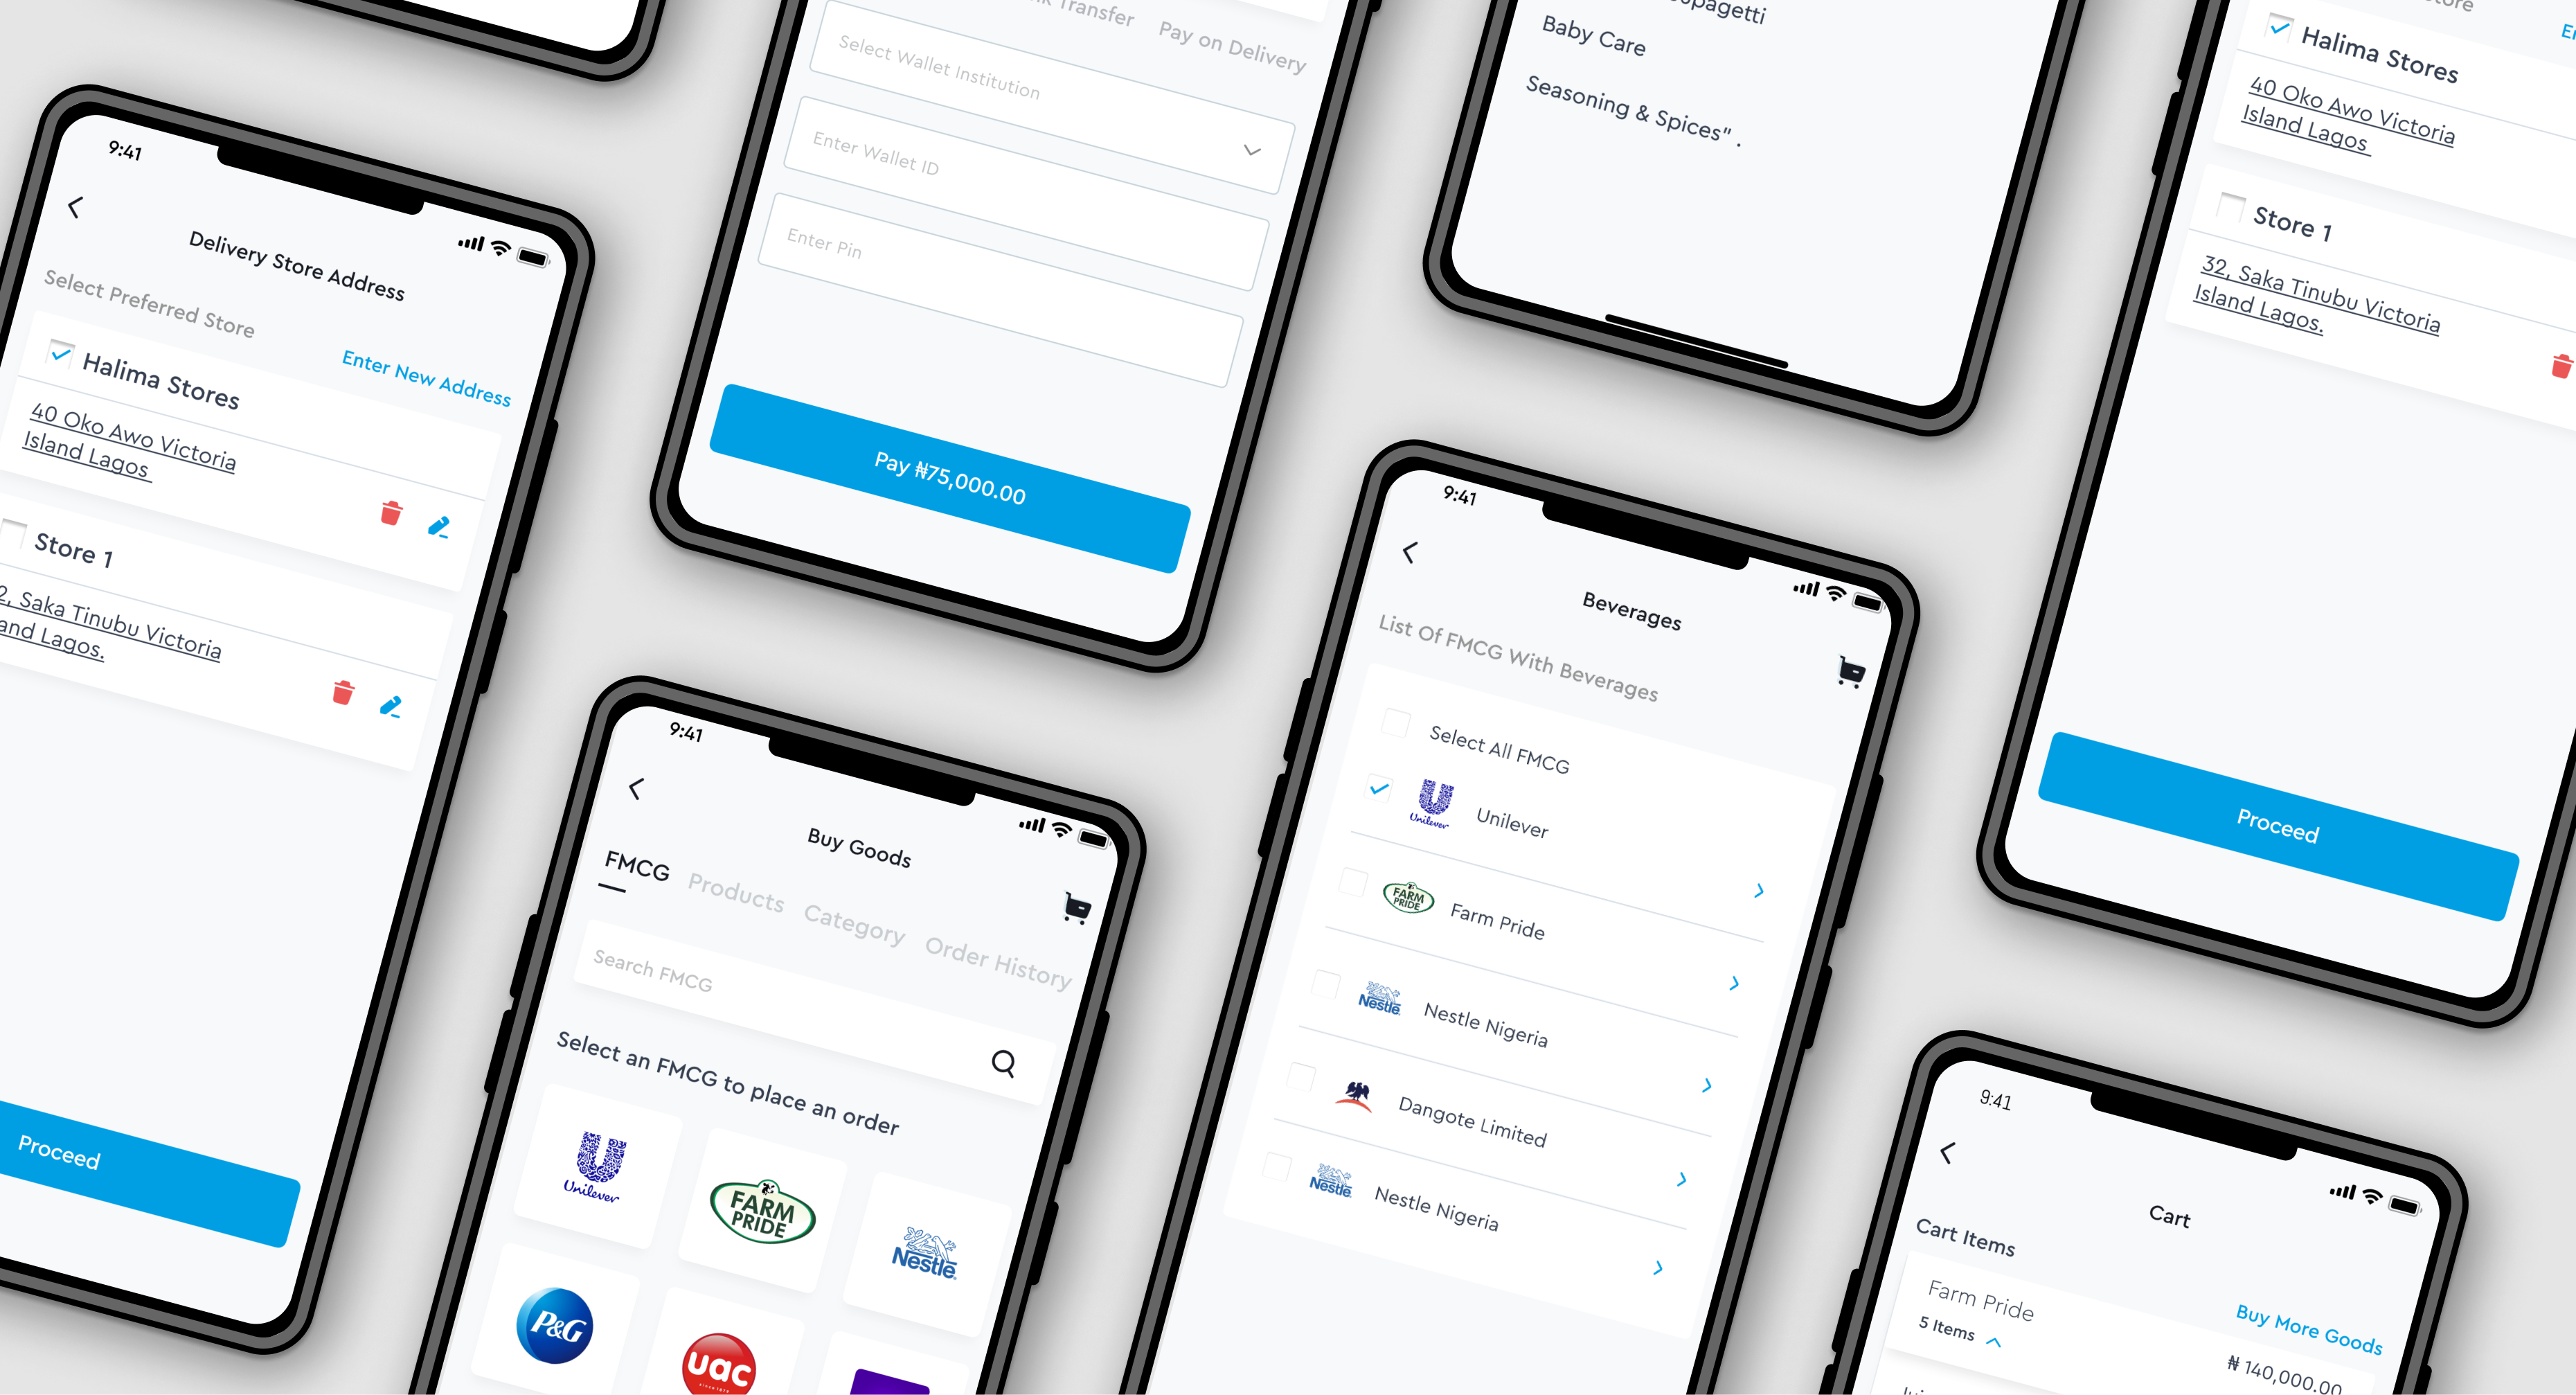 9:41
Delivery Store Address
Select Preferred Store
Enter New Address
Halima Stores
40 Oko Awo Victoria
Island Lagos
Store 1
Saka Tinubu Victoria
Lagos.
Proceed
Transfer
Pay on Delivery
Select Wallet Institution
Enter Wallet ID
Enter Pin
Pay ₦75,000.00
9:41
Buy Goods
FMCG
Products
Category
Order History
Search FMCG
Select an FMCG to place an order
Unilever
FARM
PRIDE
Nestle
P&G
uac
Baby Care
Seasoning & Spices" .
9:41
Beverages
List Of FMCG With Beverages
Select All FMCG
Unilever
Unilever
FARM
PRIDE
Farm Pride
Nestle
Nestle Nigeria
Dangote Limited
Nestle
Nestle Nigeria
Halima Stores
40 Oko Awo Victoria
Island Lagos
Store 1
32, Saka Tinubu Victoria
Island Lagos.
Proceed
9:41
Cart
Cart Items
Buy More Goods
Farm Pride
5 Items
₦ 140,000.00